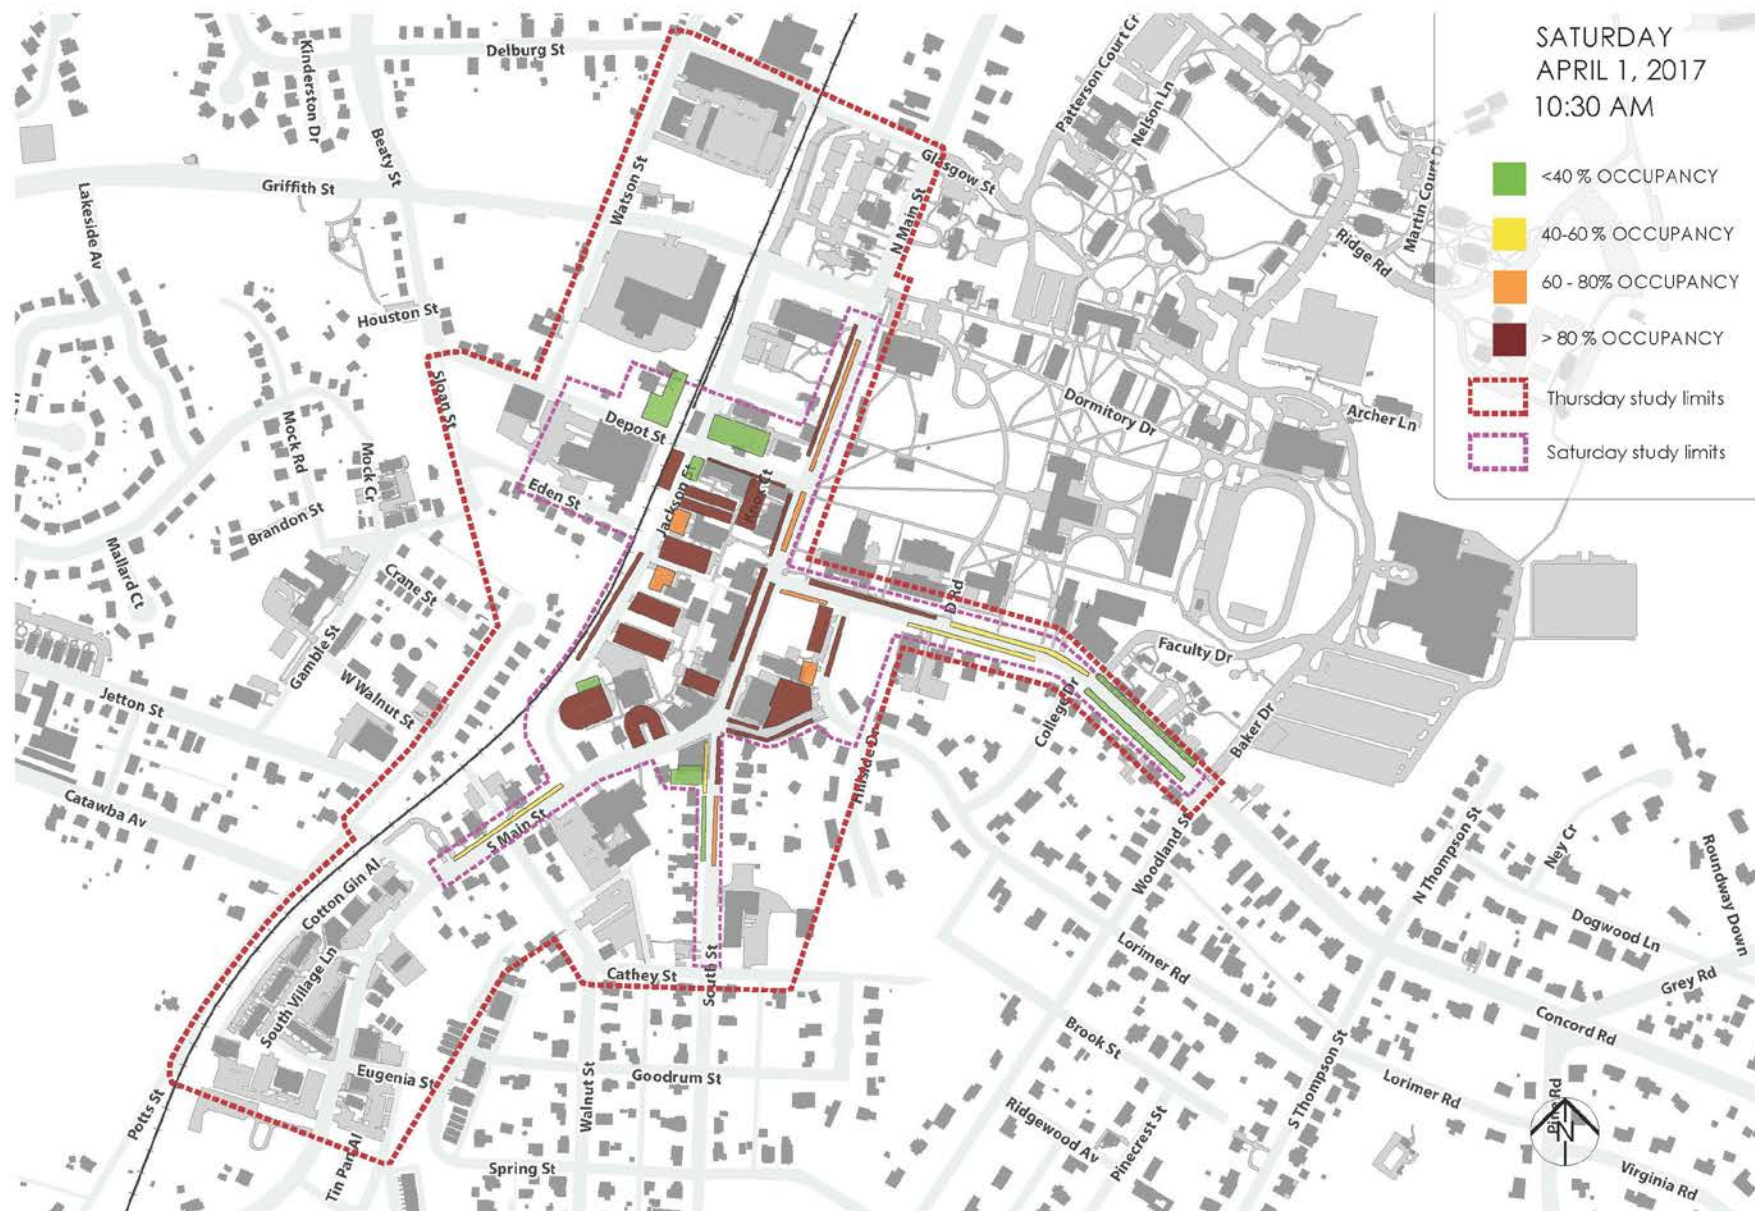 SATURDAY
APRIL 1, 2017
10:30 AM
<40 % OCCUPANCY
40-60 % OCCUPANCY
60 - 80% OCCUPANCY
> 80 % OCCUPANCY
Thursday study limits
Saturday study limits
Delburg St
Kinderston Dr
Beaty St
Griffith St
Lakeside Av
Watson St
Glasgow St
N Main St
Patterson Court Cr
Nelson Ln
Martin Court Dr
Ridge Rd
Houston St
Sloan St
Mock Rd
Mock Cr
Depot St
Eden St
Jackson St
Knox Ct
Dormitory Dr
Archer Ln
Brandon St
Mallard Ct
Crane St
Gamble St
W Walnut St
Jetton St
Catawba Av
D Rd
Faculty Dr
College Dr
Baker Dr
Hillside Dr
S Main St
Woodland St
N Thompson St
Ney Cr
Roundway Down
Dogwood Ln
Grey Rd
Concord Rd
Lorimer Rd
Cotton Gin Al
South Village Ln
Cathey St
South St
Brook St
S Thompson St
Lorimer Rd
Potts St
Eugenia St
Walnut St
Goodrum St
Ridgewood Av
Pinecrest St
Tin Pan Al
Spring St
N
Virginia Rd